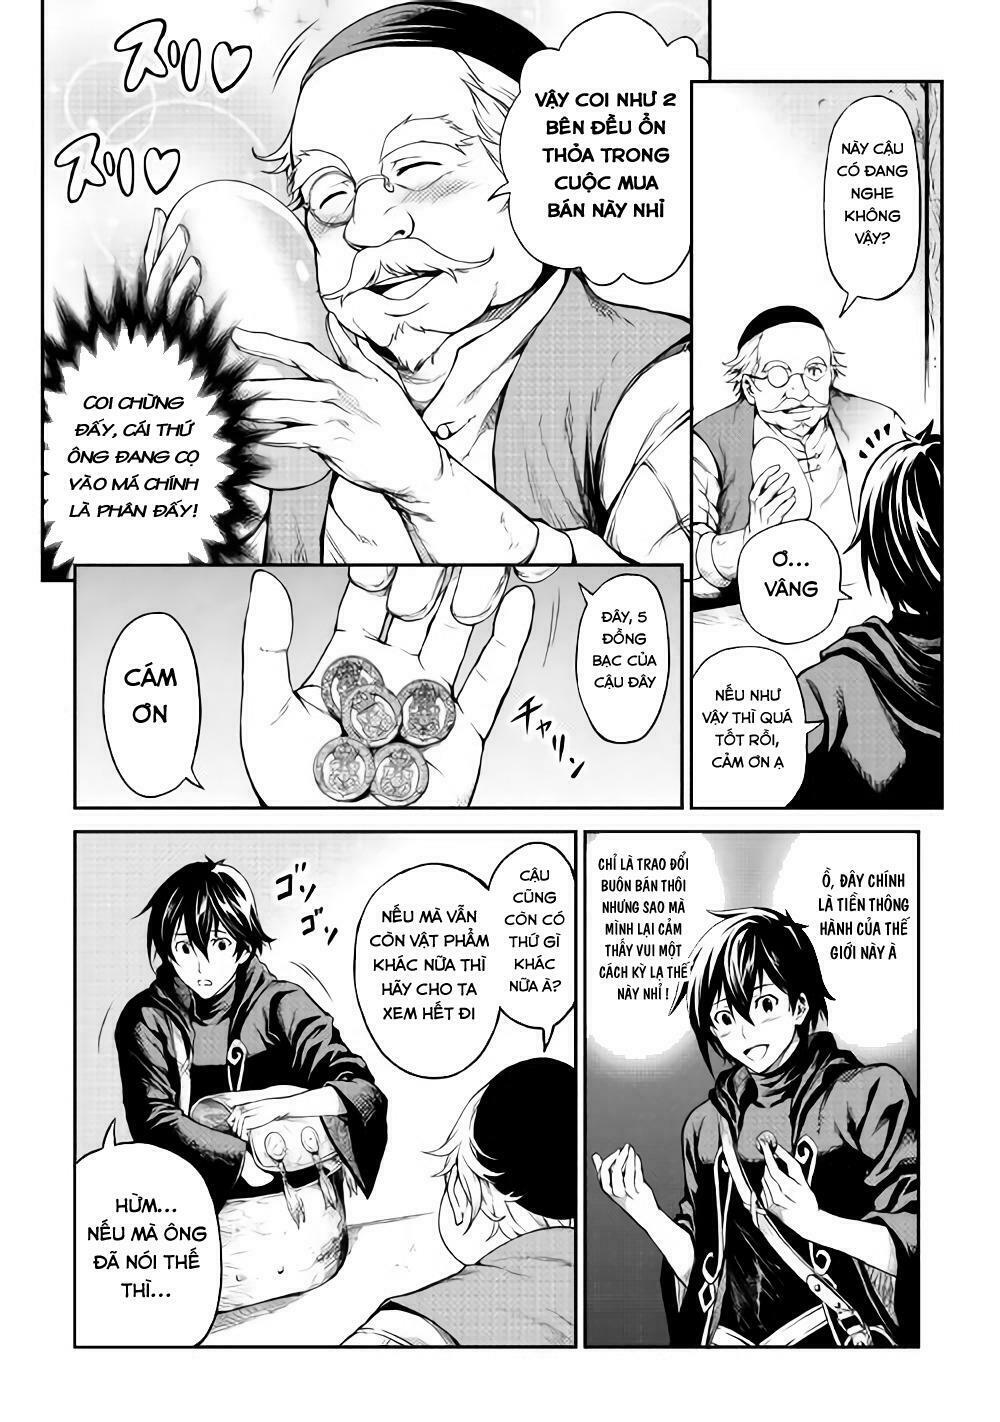 NÀY CẬU
CÓ ĐANG
NGHE
KHÔNG
VẬY?
Ơ...
VÂNG
NẾU NHƯ
VẬY THÌ QUÁ
TỐT RỒI,
CẢM ƠN Ạ
VẬY COI NHƯ 2
BÊN ĐỀU ỔN
THỎA TRONG
CUỘC MUA
BÁN NÀY NHỈ
ズリ♡
ズリ♡
COI CHỪNG
ĐẤY, CÁI THỨ
ÔNG ĐANG CỌ
VÀO MÁ CHÍNH
LÀ PHÂN ĐẤY!
ĐÂY, 5
ĐỒNG
BẠC CỦA
CẬU ĐÂY
チャリン
CÁM
ƠN
Ồ, ĐÂY CHÍNH
LÀ TIỀN THÔNG
HÀNH CỦA THẾ
GIỚI NÀY À
CHỈ LÀ TRAO ĐỔI
BUÔN BÁN THÔI
NHƯNG SAO MÀ
MÌNH LẠI CẢM
THẤY VUI MỘT
CÁCH KỲ LẠ THẾ
NÀY NHỈ !
CẬU
CŨNG
CÒN CÓ
THỨ GÌ
KHÁC
NỮA À?
NẾU MÀ VẪN
CÒN VẬT PHẨM
KHÁC NỮA THÌ
HÃY CHO TA
XEM HẾT ĐI
ゴソ
ゴソ
HỪM...
NẾU MÀ ÔNG
ĐÃ NÓI THẾ
THÌ...